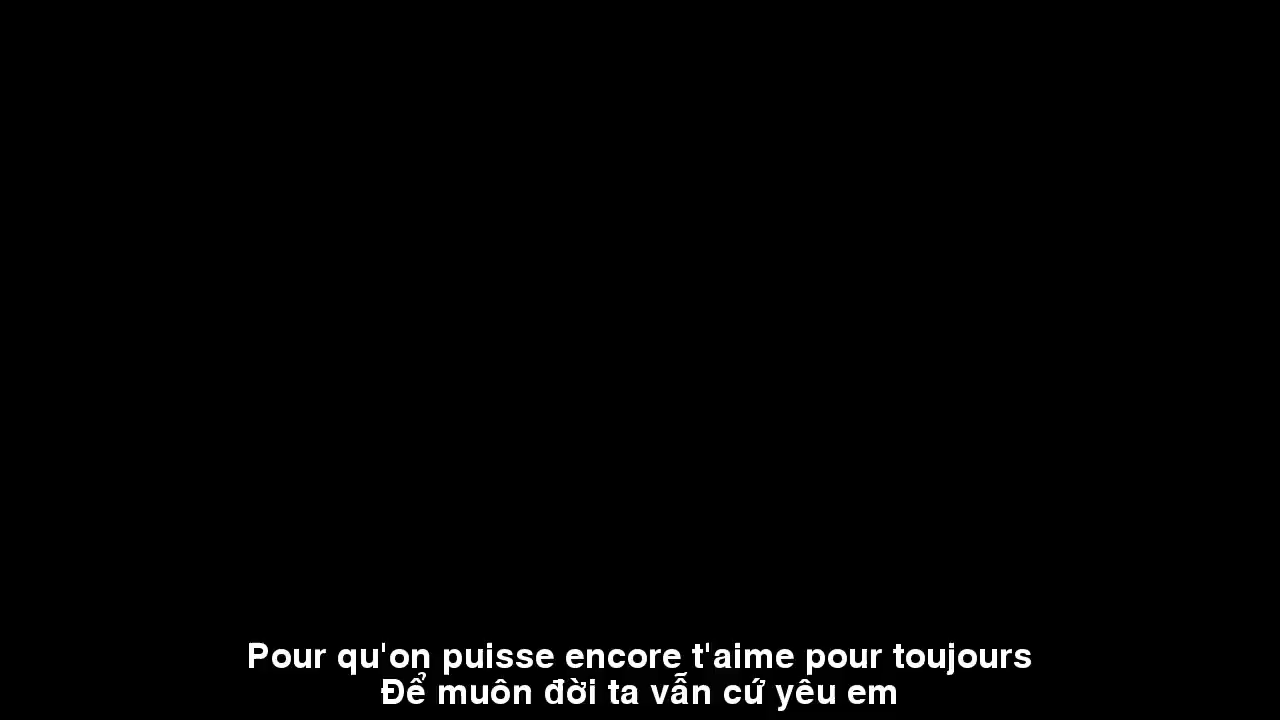 Pour qu'on puisse encore t'aime pour toujours
Để muôn đời ta vẫn cứ yêu em